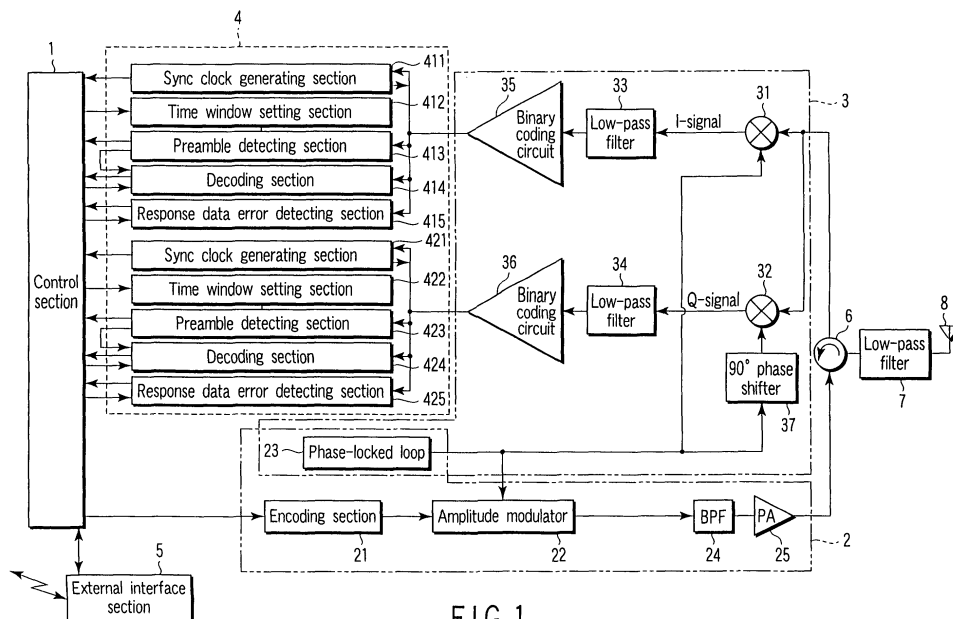 4
1
Sync clock generating section
411
Time window setting section
412
Preamble detecting section
413
Decoding section
414
Response data error detecting section
415
Sync clock generating section
421
Time window setting section
422
Preamble detecting section
423
Decoding section
424
Response data error detecting section
425
Control
section
35
Binary
coding
circuit
33
Low-pass
filter
I-signal
31
3
36
Binary
coding
circuit
34
Low-pass
filter
Q-signal
32
90° phase
shifter
37
6
Low-pass
filter
7
8
23
Phase-locked loop
Encoding section
21
Amplitude modulator
22
BPF
24
PA
25
2
5
External interface
section
FIG. 1